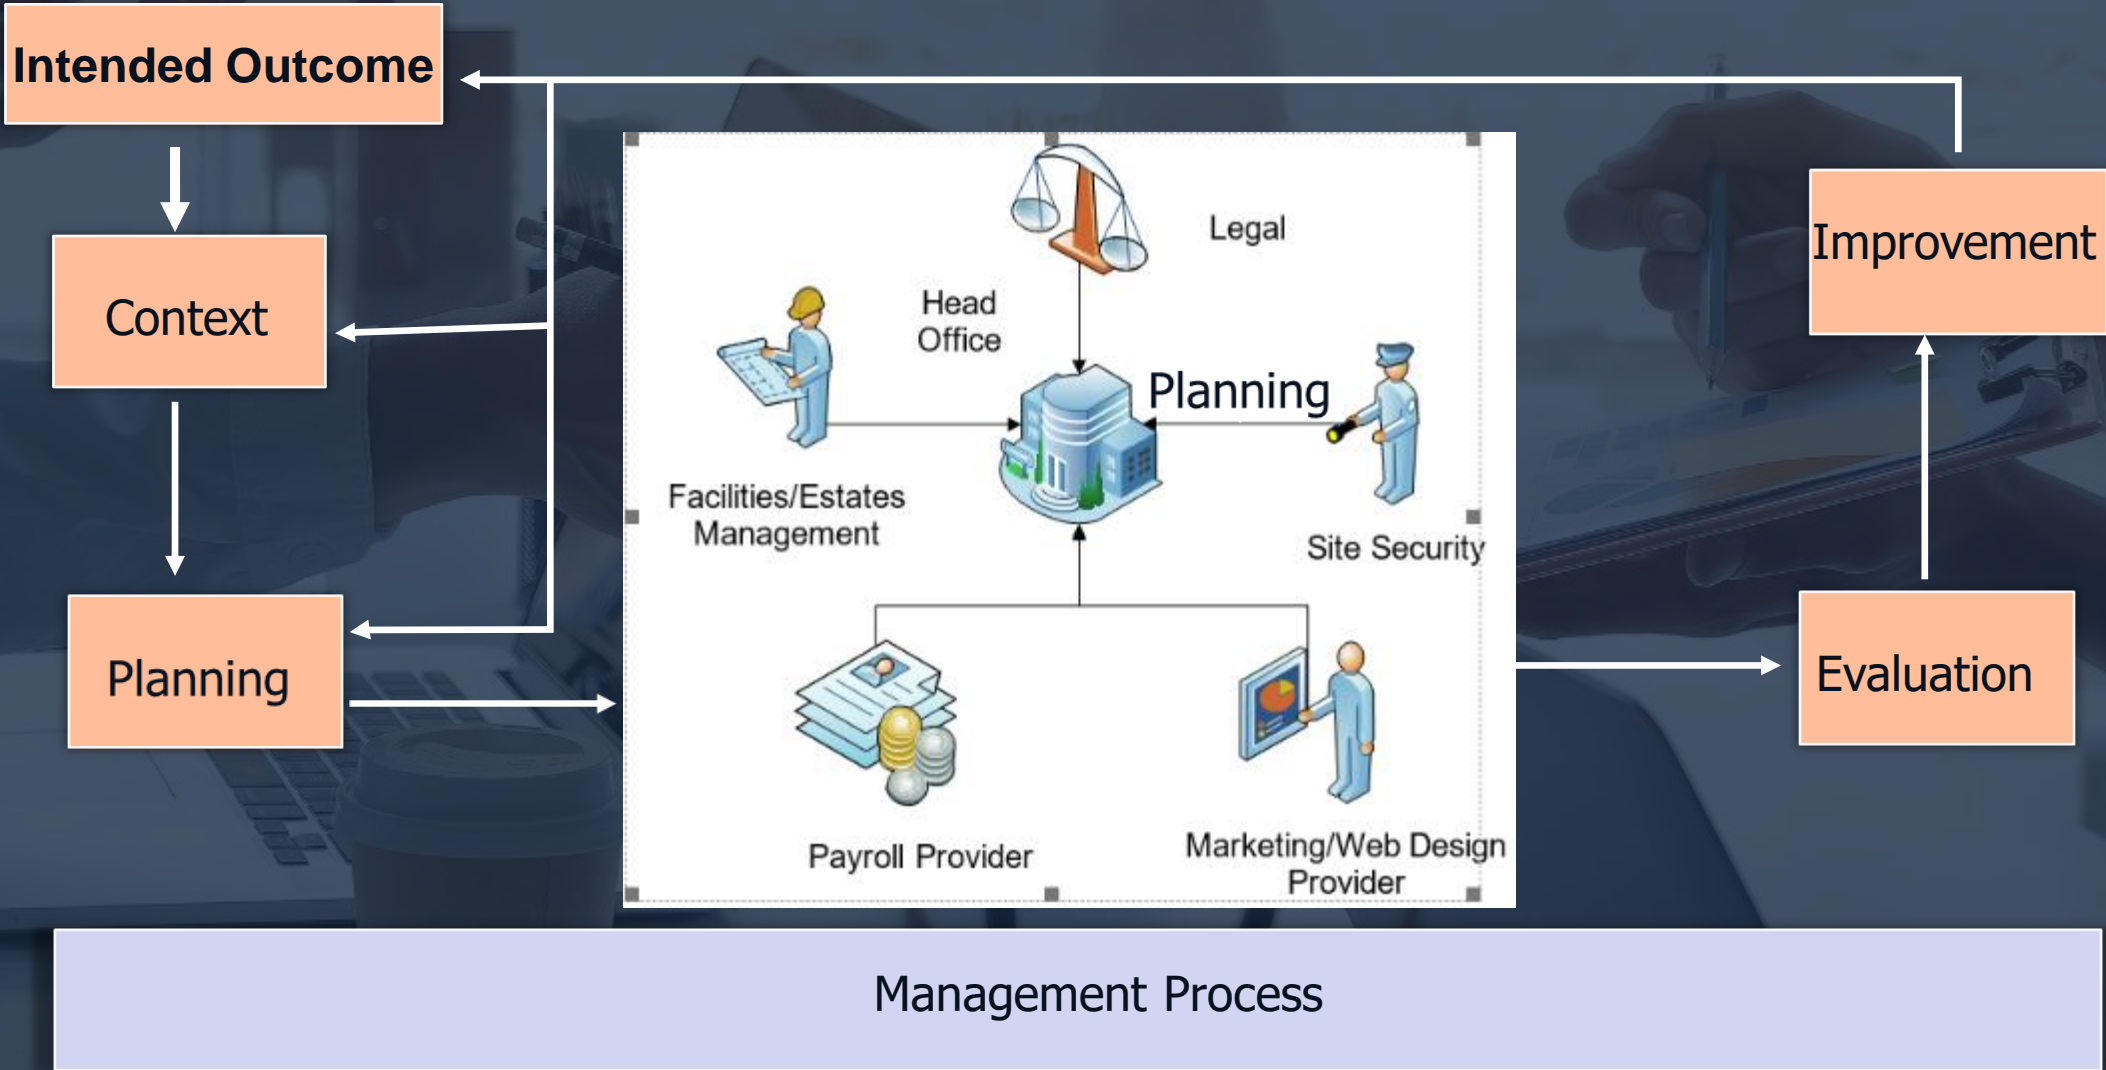 Intended Outcome
Context
Planning
Legal
Head
Office
Planning
Facilities/Estates
Management
Site Security
Payroll Provider
Marketing/Web Design
Provider
Improvement
Evaluation
Management Process